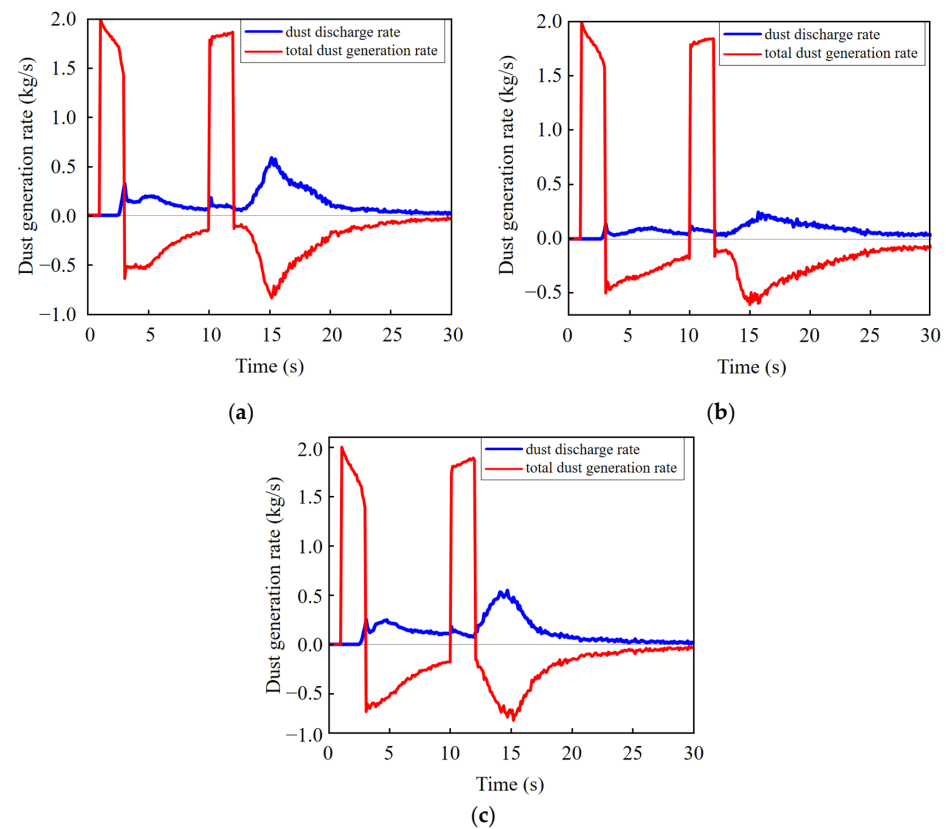 dust discharge rate
total dust generation rate
Dust generation rate (kg/s)
2.0
1.5
1.0
0.5
0.0
−0.5
−1.0
0 5 10 15 20 25 30
Time (s)
(a)
dust discharge rate
total dust generation rate
Dust generation rate (kg/s)
2.0
1.5
1.0
0.5
0.0
−0.5
0 5 10 15 20 25 30
Time (s)
(b)
dust discharge rate
total dust generation rate
Dust generation rate (kg/s)
2.0
1.5
1.0
0.5
0.0
−0.5
−1.0
0 5 10 15 20 25 30
Time (s)
(c)